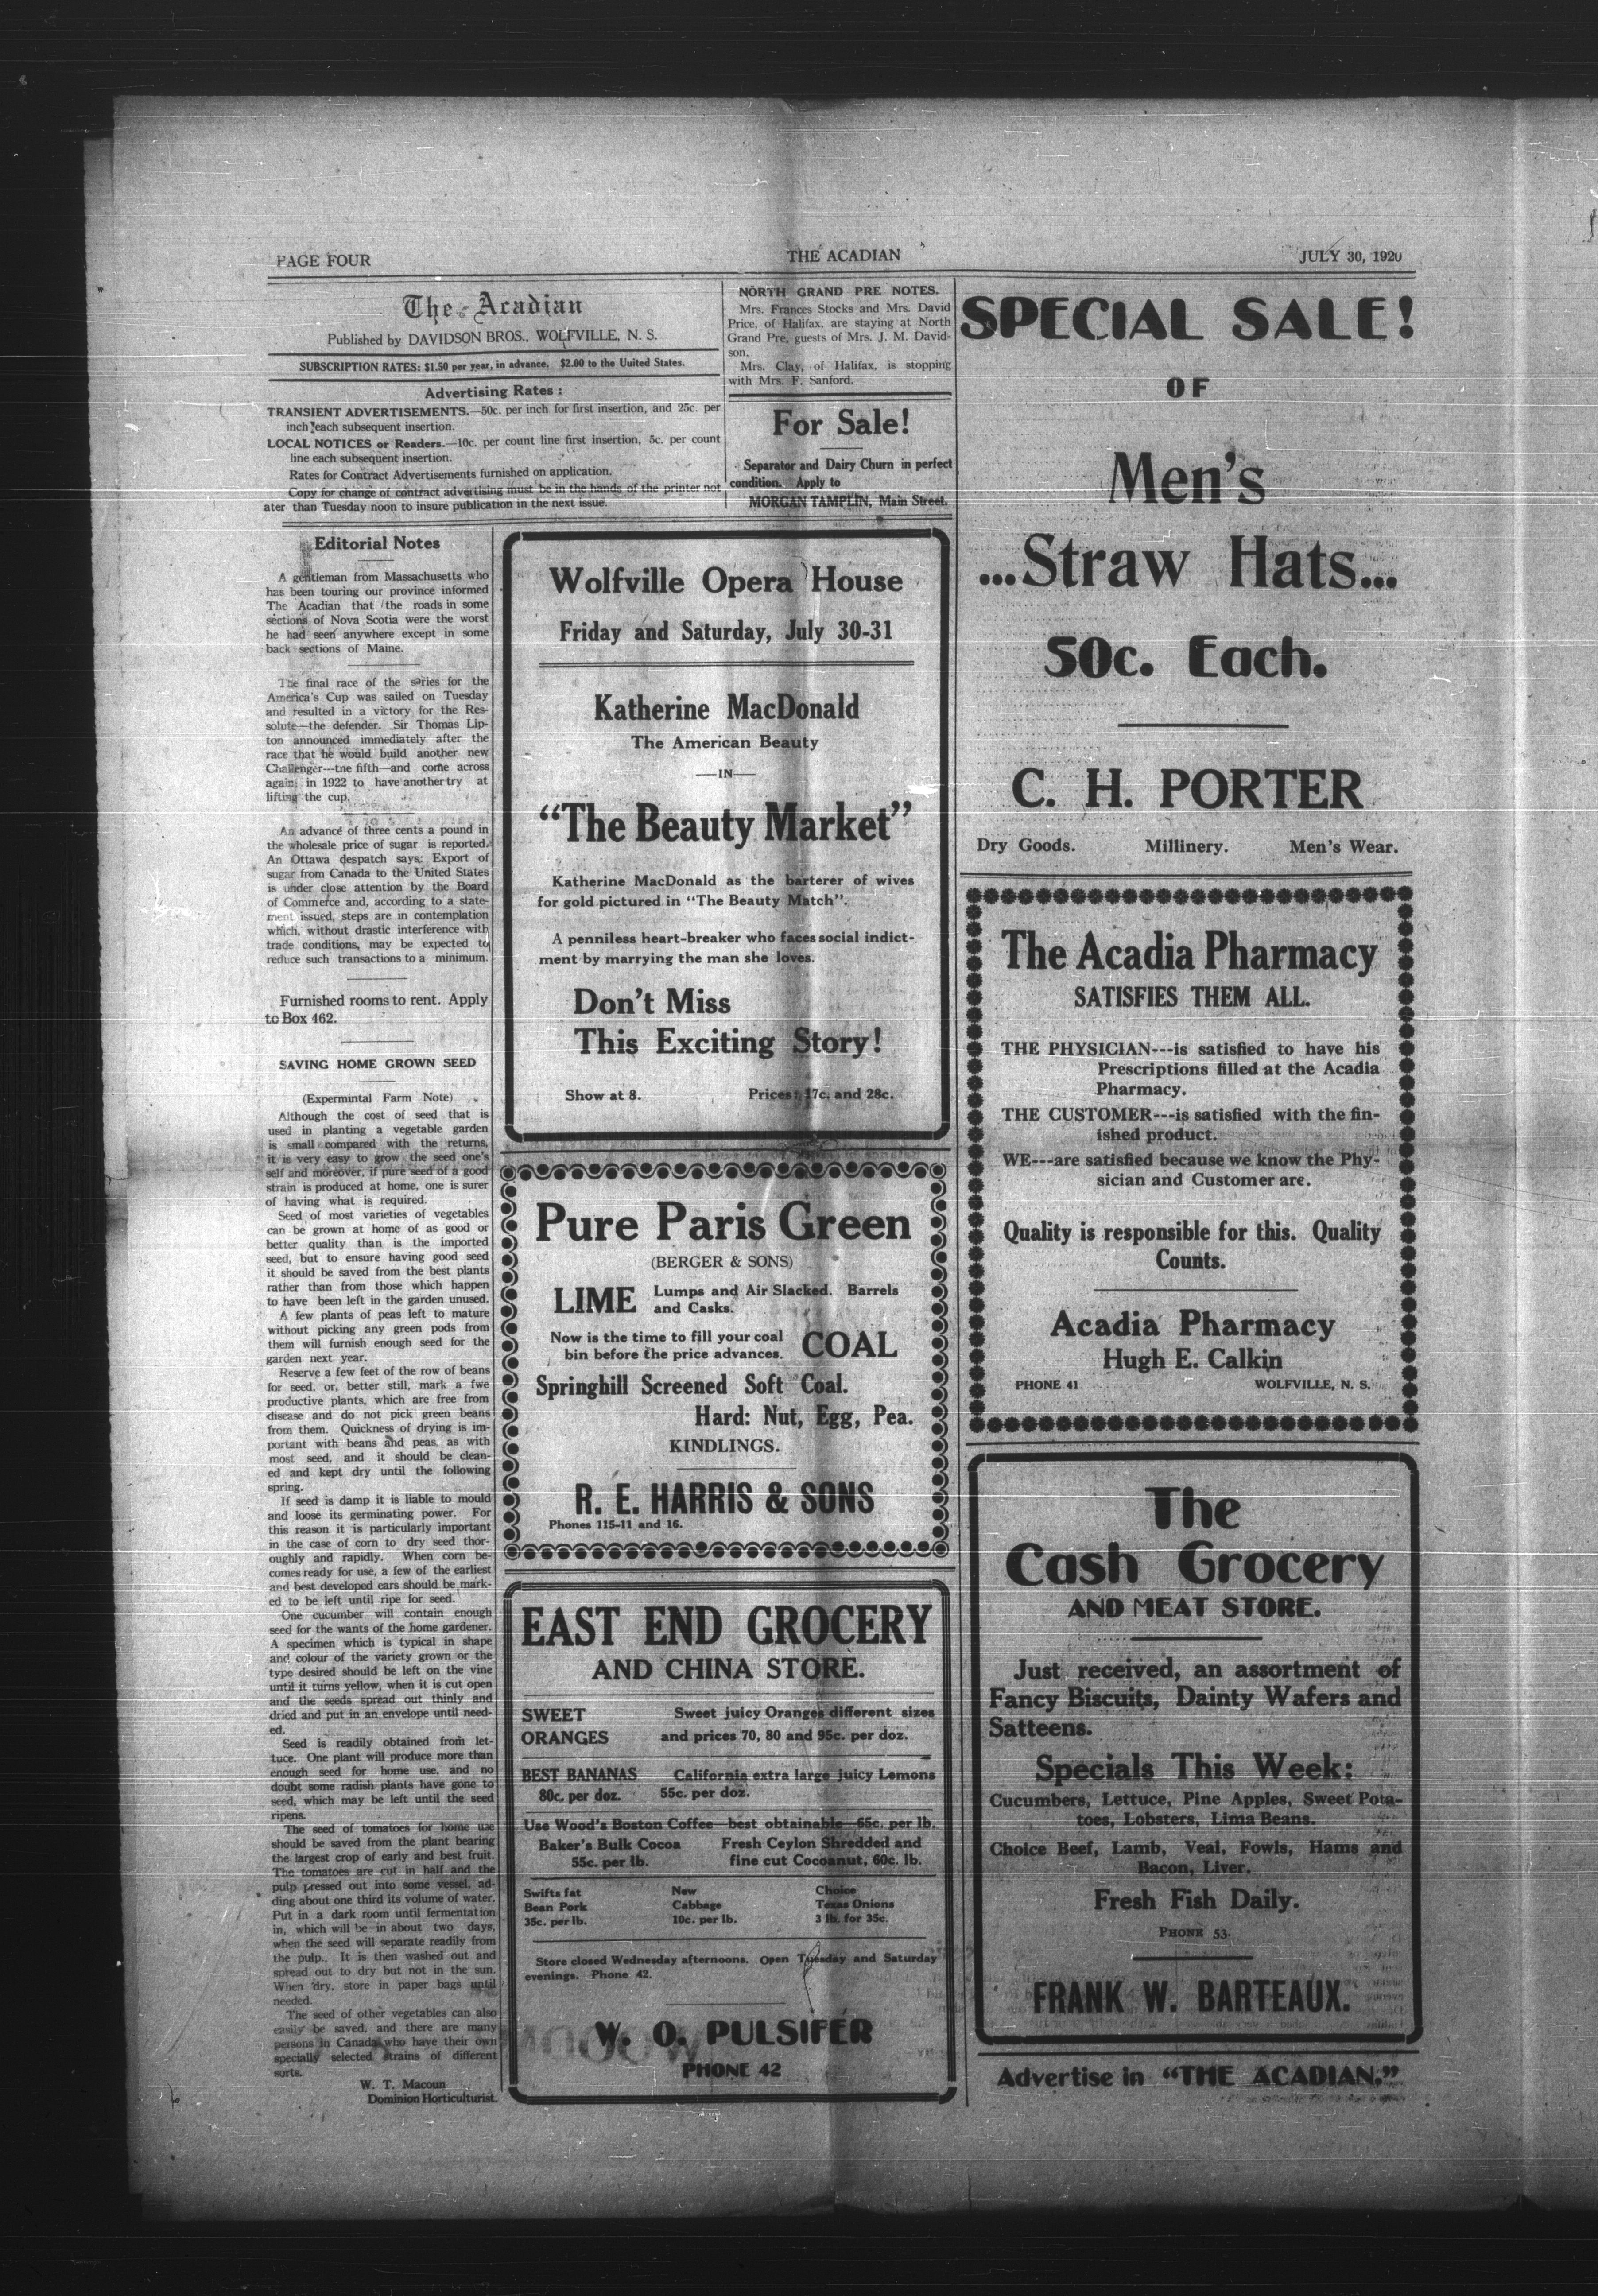 PAGE FOUR
THE ACADIAN
JULY 30, 1920
The Acadian
Published by DAVIDSON BROS., WOLFVILLE, N. S.
SUBSCRIPTION RATES: $1.50 per year, in advance. $2.00 to the United States.
Advertising Rates :
TRANSIENT ADVERTISEMENTS.—50c. per inch for first insertion, and 25c. per
inch each subsequent insertion.
LOCAL NOTICES or Readers.—10c. per count line first insertion, 5c. per count
line each subsequent insertion.
Rates for Contract Advertisements furnished on application.
Copy for change of contract advertising must be in the hands of the printer not
ater than Tuesday noon to insure publication in the next issue.
Editorial Notes
A gentleman from Massachusetts who
has been touring our province informed
The Acadian that the roads in some
sections of Nova Scotia were the worst
he had seen anywhere except in some
back sections of Maine.
The final race of the series for the
America's Cup was sailed on Tuesday
and resulted in a victory for the Res-
solute—the defender. Sir Thomas Lip-
ton announced immediately after the
race that he would build another new
Challenger---tne fifth—and come across
again in 1922 to have another try at
lifting the cup.
An advance of three cents a pound in
the wholesale price of sugar is reported.
An Ottawa despatch says: Export of
sugar from Canada to the United States
is under close attention by the Board
of Commerce and, according to a state-
ment issued, steps are in contemplation
which, without drastic interference with
trade conditions, may be expected to
reduce such transactions to a minimum.
Furnished rooms to rent. Apply
to Box 462.
SAVING HOME GROWN SEED
(Expermintal Farm Note)
Although the cost of seed that is
used in planting a vegetable garden
is small compared with the returns,
it is very easy to grow the seed one's
self and moreover, if pure seed of a good
strain is produced at home, one is surer
of having what is required.
Seed of most varieties of vegetables
can be grown at home of as good or
better quality than is the imported
seed, but to ensure having good seed
it should be saved from the best plants
rather than from those which happen
to have been left in the garden unused.
A few plants of peas left to mature
without picking any green pods from
them will furnish enough seed for the
garden next year.
Reserve a few feet of the row of beans
for seed, or, better still, mark a fwe
productive plants, which are free from
disease and do not pick green beans
from them. Quickness of drying is im-
portant with beans and peas, as with
most seed, and it should be clean-
ed and kept dry until the following
spring.
If seed is damp it is liable to mould
and loose its germinating power. For
this reason it is particularly important
in the case of corn to dry seed thor-
oughly and rapidly. When corn be-
comes ready for use, a few of the earliest
and best developed ears should be mark-
ed to be left until ripe for seed.
One cucumber will contain enough
seed for the wants of the home gardener.
A specimen which is typical in shape
and colour of the variety grown or the
type desired should be left on the vine
until it turns yellow, when it is cut open
and the seeds spread out thinly and
dried and put in an envelope until need-
ed.
Seed is readily obtained from let-
tuce. One plant will produce more than
enough seed for home use, and no
doubt some radish plants have gone to
seed, which may be left until the seed
ripens.
The seed of tomatoes for home use
should be saved from the plant bearing
the largest crop of early and best fruit.
The tomatoes are cut in half and the
pulp pressed out into some vessel, ad-
ding about one third its volume of water.
Put in a dark room until fermentation
in, which will be in about two days,
when the seed will separate readily from
the pulp. It is then washed out and
spread out to dry but not in the sun.
When dry, store in paper bags until
needed.
The seed of other vegetables can also
easily be saved, and there are many
persons in Canada who have their own
specially selected strains of different
sorts.
W. T. Macoun
Dominion Horticulturist.
NORTH GRAND PRE NOTES.
Mrs. Frances Stocks and Mrs. David
Price, of Halifax, are staying at North
Grand Pre, guests of Mrs. J. M. David-
son.
Mrs. Clay, of Halifax, is stopping
with Mrs. F. Sanford.
For Sale!
Separator and Dairy Churn in perfect
condition. Apply to
MORGAN TAMPLIN, Main Street.
Wolfville Opera House
Friday and Saturday, July 30-31
Katherine MacDonald
The American Beauty
—IN—
"The Beauty Market"
Katherine MacDonald as the barterer of wives
for gold pictured in "The Beauty Match".
A penniless heart-breaker who faces social indict-
ment by marrying the man she loves.
Don't Miss
This Exciting Story!
Show at 8. Prices: 17c. and 28c.
Pure Paris Green
(BERGER & SONS)
LIME Lumps and Air Slacked. Barrels
and Casks.
Now is the time to fill your coal
bin before the price advances. COAL
Springhill Screened Soft Coal.
Hard: Nut, Egg, Pea.
KINDLINGS.
R. E. HARRIS & SONS
Phones 115-11 and 16.
EAST END GROCERY
AND CHINA STORE.
SWEET Sweet juicy Oranges different sizes
ORANGES and prices 70, 80 and 95c. per doz.
BEST BANANAS California extra large juicy Lemons
80c. per doz. 55c. per doz.
Use Wood's Boston Coffee—best obtainable—65c. per lb.
Baker's Bulk Cocoa Fresh Ceylon Shredded and
55c. per lb. fine cut Cocoanut, 60c. lb.
Swifts fat New Choice
Bean Pork Cabbage Texas Onions
35c. per lb. 10c. per lb. 3 lb. for 35c.
Store closed Wednesday afternoons. Open Tuesday and Saturday
evenings. Phone 42.
W. O. PULSIFER
PHONE 42
SPECIAL SALE!
OF
Men's
...Straw Hats...
50c. Each.
C. H. PORTER
Dry Goods. Millinery. Men's Wear.
The Acadia Pharmacy
SATISFIES THEM ALL.
THE PHYSICIAN---is satisfied to have his
Prescriptions filled at the Acadia
Pharmacy.
THE CUSTOMER---is satisfied with the fin-
ished product.
WE---are satisfied because we know the Phy-
sician and Customer are.
Quality is responsible for this. Quality
Counts.
Acadia Pharmacy
Hugh E. Calkin
PHONE 41 WOLFVILLE, N. S.
The
Cash Grocery
AND MEAT STORE.
Just received, an assortment of
Fancy Biscuits, Dainty Wafers and
Satteens.
Specials This Week:
Cucumbers, Lettuce, Pine Apples, Sweet Pota-
toes, Lobsters, Lima Beans.
Choice Beef, Lamb, Veal, Fowls, Hams and
Bacon, Liver.
Fresh Fish Daily.
PHONE 53.
FRANK W. BARTEAUX.
Advertise in "THE ACADIAN."